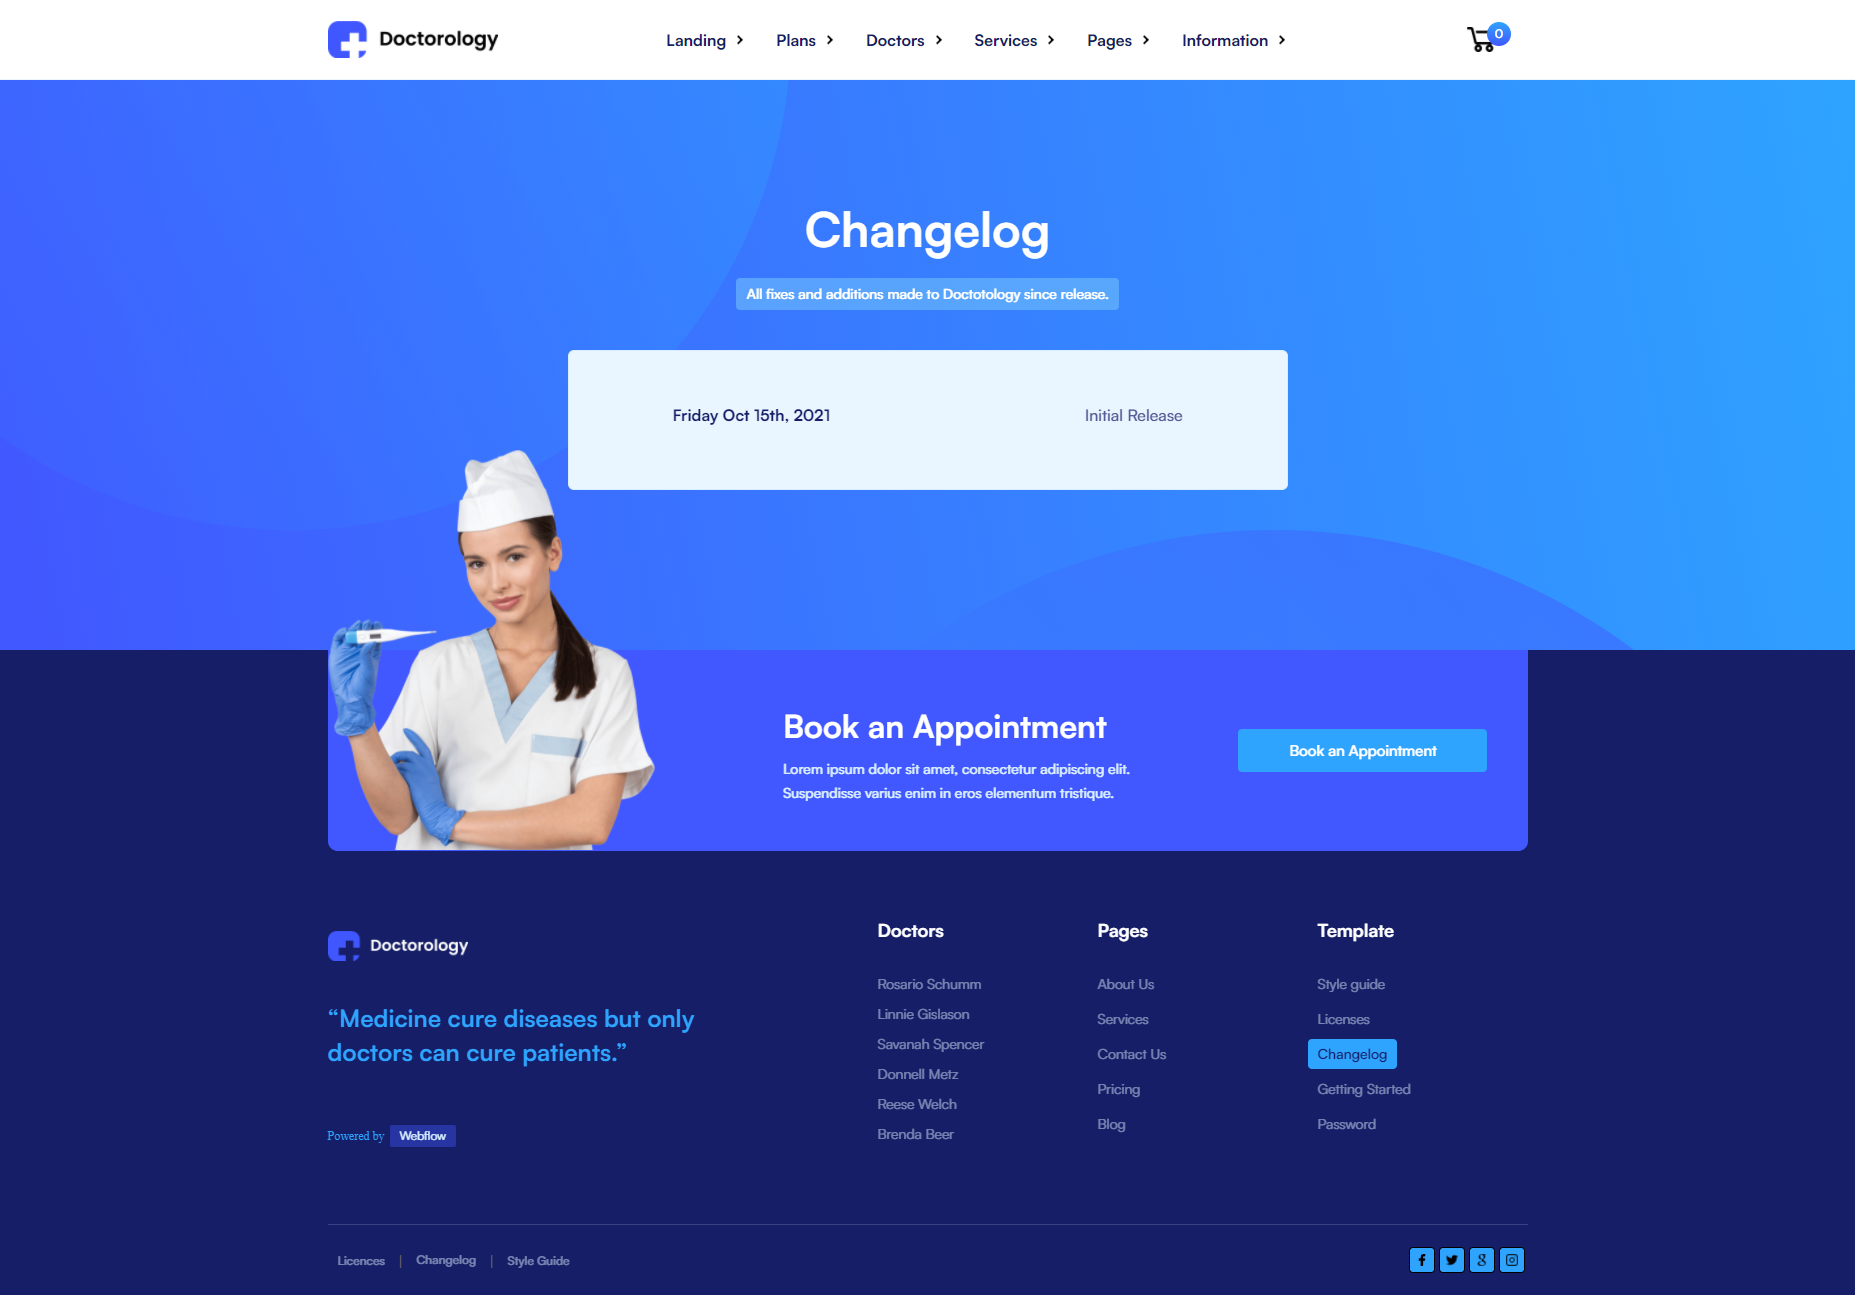 Doctorology
Landing
Plans
Doctors
Services
Pages
Information
0
Changelog
All fixes and additions made to Doctotology since release.
Friday Oct 15th, 2021
Initial Release
Book an Appointment
Lorem ipsum dolor sit amet, consectetur adipiscing elit.
Suspendisse varius enim in eros elementum tristique.
Book an Appointment
Doctorology
“Medicine cure diseases but only
doctors can cure patients.”
Powered by Webflow
Doctors
Rosario Schumm
Linnie Gislason
Savanah Spencer
Donnell Metz
Reese Welch
Brenda Beer
Pages
About Us
Services
Contact Us
Pricing
Blog
Template
Style guide
Licenses
Changelog
Getting Started
Password
Licences | Changelog | Style Guide